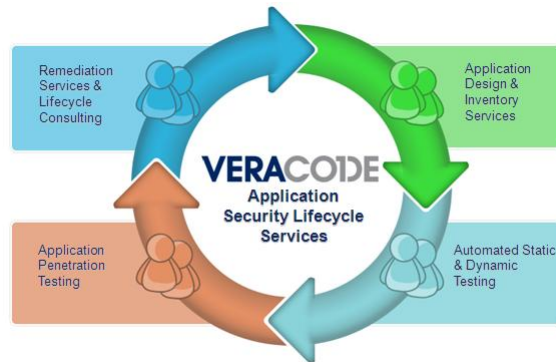 Remediation
Services &
Lifecycle
Consulting
Application
Design &
Inventory
Services
VERACODE
Application
Security Lifecycle
Services
Application
Penetration
Testing
Automated Static
& Dynamic
Testing